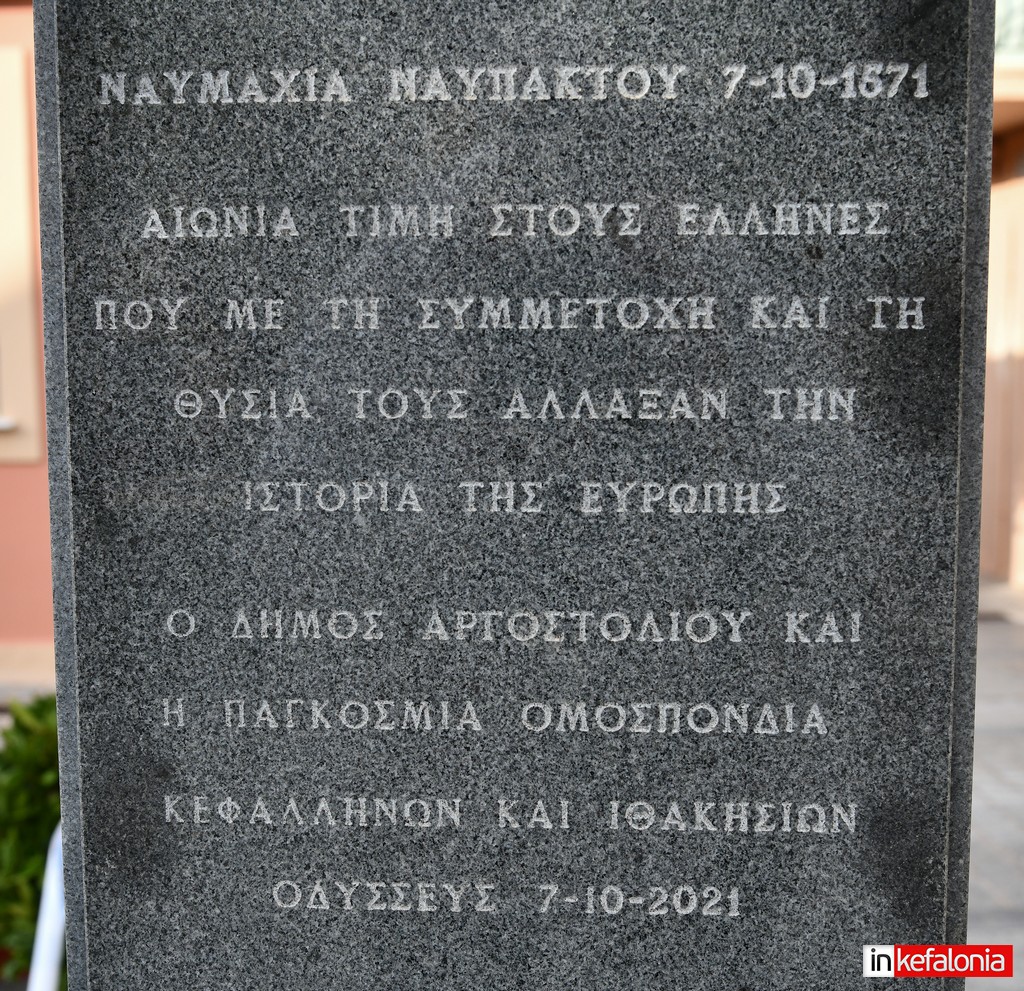 ΝΑΥΜΑΧΙΑ ΝΑΥΠΑΚΤΟΥ 7-10-1571
ΑΙΩΝΙΑ ΤΙΜΗ ΣΤΟΥΣ ΕΛΛΗΝΕΣ
ΠΟΥ ΜΕ ΤΗ ΣΥΜΜΕΤΟΧΗ ΚΑΙ ΤΗ
ΘΥΣΙΑ ΤΟΥΣ ΑΛΛΑΞΑΝ ΤΗΝ
ΙΣΤΟΡΙΑ ΤΗΣ ΕΥΡΩΠΗΣ
Ο ΔΗΜΟΣ ΑΡΓΟΣΤΟΛΙΟΥ ΚΑΙ
Η ΠΑΓΚΟΣΜΙΑ ΟΜΟΣΠΟΝΔΙΑ
ΚΕΦΑΛΛΗΝΩΝ ΚΑΙ ΙΘΑΚΗΣΙΩΝ
ΟΔΥΣΣΕΥΣ 7-10-2021
inkefalonia